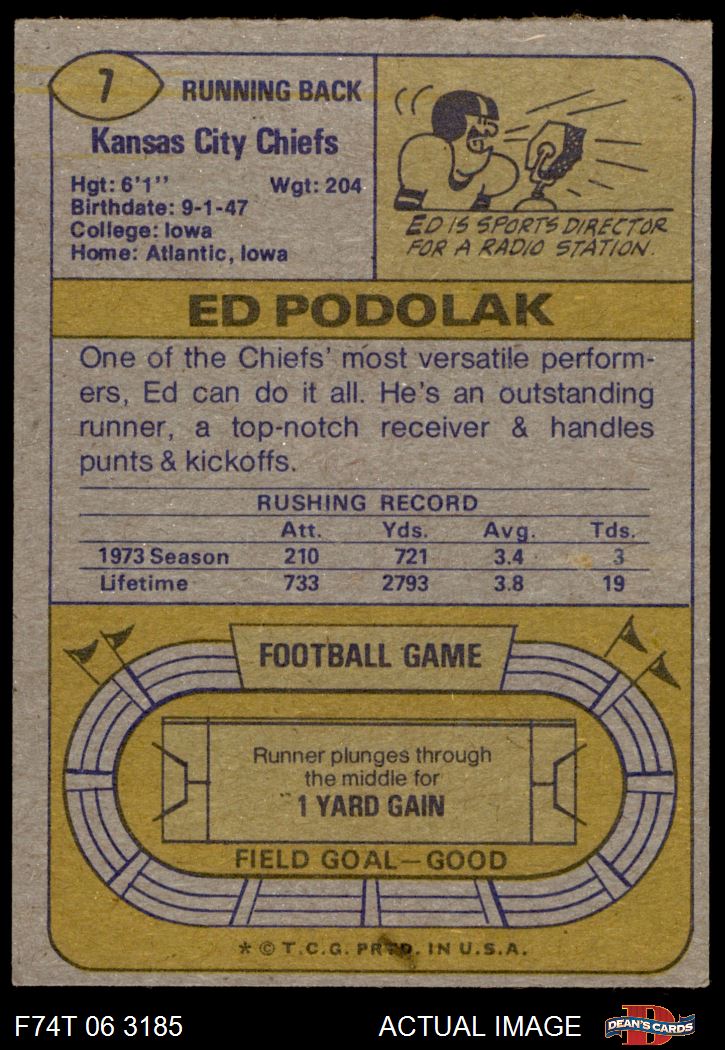 7
RUNNING BACK
Kansas City Chiefs
Hgt: 6'1" Wgt: 204
Birthdate: 9-1-47
College: Iowa
Home: Atlantic, Iowa
ED IS SPORTS DIRECTOR
FOR A RADIO STATION.
ED PODOLAK
One of the Chiefs' most versatile perform-
ers, Ed can do it all. He's an outstanding
runner, a top-notch receiver & handles
punts & kickoffs.
RUSHING RECORD
Att. Yds. Avg. Tds.
1973 Season 210 721 3.4 3
Lifetime 733 2793 3.8 19
FOOTBALL GAME
Runner plunges through
the middle for
1 YARD GAIN
FIELD GOAL—GOOD
* © T.C.G. PRTD. IN U.S.A.
F74T 06 3185 ACTUAL IMAGE
D
DEAN'S CARDS